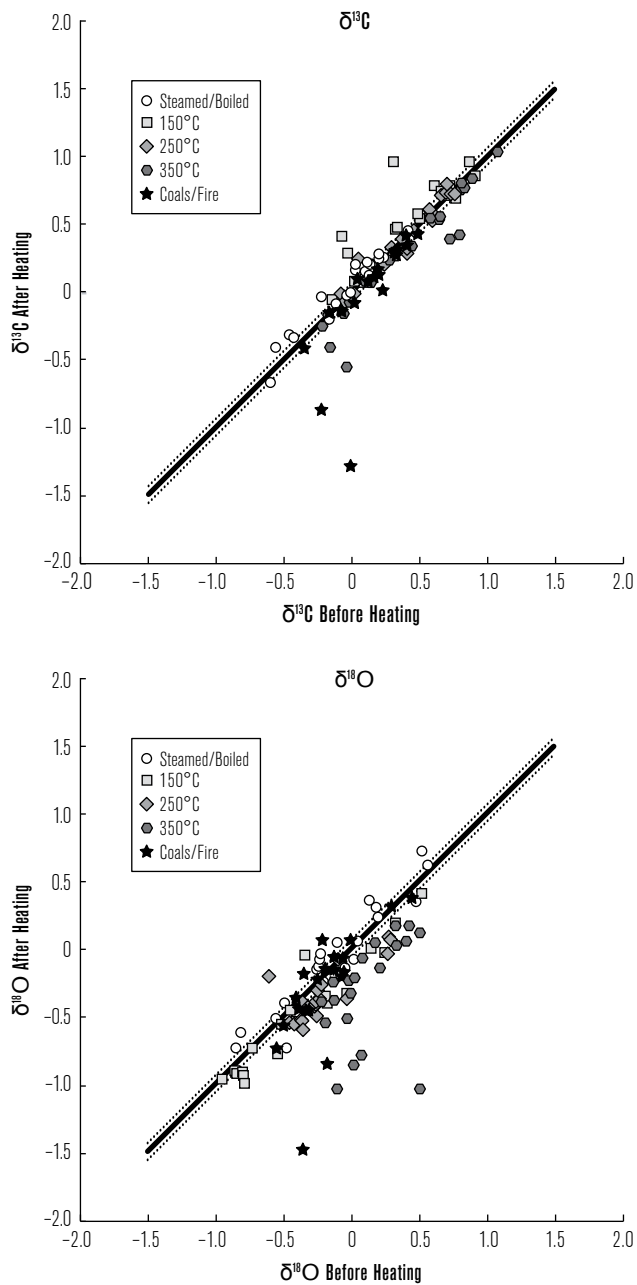 δ¹³C
2.0
1.5
1.0
0.5
0
−0.5
−1.0
−1.5
−2.0
δ¹³C After Heating
Steamed/Boiled
150°C
250°C
350°C
Coals/Fire
−2.0 −1.5 −1.0 −0.5 0 0.5 1.0 1.5 2.0
δ¹³C Before Heating
δ¹⁸O
2.0
1.5
1.0
0.5
0
−0.5
−1.0
−1.5
−2.0
δ¹⁸O After Heating
Steamed/Boiled
150°C
250°C
350°C
Coals/Fire
−2.0 −1.5 −1.0 −0.5 0 0.5 1.0 1.5 2.0
δ¹⁸O Before Heating